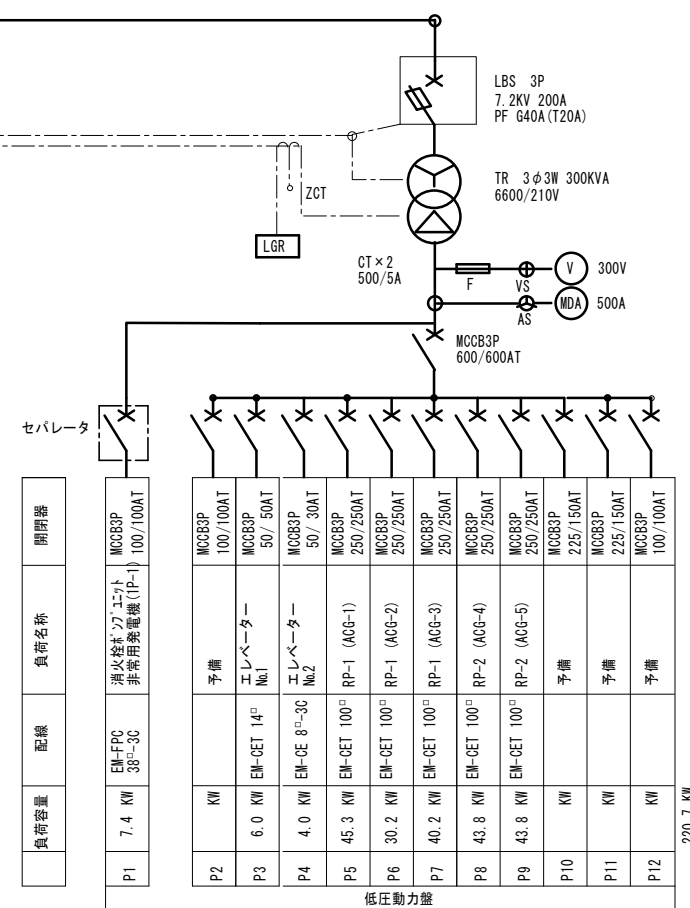 LBS 3P
7.2KV 200A
PF G40A(T20A)
TR 3φ3W 300KVA
6600/210V
ZCT
LGR
CT×2
500/5A
F
VS
V
300V
AS
MDA
500A
MCCB3P
600/600AT
セパレータ
開閉器
負荷名称
配線
負荷容量
MCCB3P
100/100AT
消火栓ポンプユニット
非常用発電機(1P-1)
EM-FPC
38□-3C
7.4 KW
P1
MCCB3P
100/100AT
予備
KW
P2
MCCB3P
50/ 50AT
エレベーター
No.1
EM-CET 14□
6.0 KW
P3
MCCB3P
50/ 30AT
エレベーター
No.2
EM-CE 8□-3C
4.0 KW
P4
MCCB3P
250/250AT
RP-1 (ACG-1)
EM-CET 100□
45.3 KW
P5
MCCB3P
250/250AT
RP-1 (ACG-2)
EM-CET 100□
30.2 KW
P6
MCCB3P
250/250AT
RP-1 (ACG-3)
EM-CET 100□
40.2 KW
P7
MCCB3P
250/250AT
RP-2 (ACG-4)
EM-CET 100□
43.8 KW
P8
MCCB3P
250/250AT
RP-2 (ACG-5)
EM-CET 100□
43.8 KW
P9
MCCB3P
225/150AT
予備
KW
P10
MCCB3P
225/150AT
予備
KW
P11
MCCB3P
100/100AT
予備
KW
P12
220.7 KW
低圧動力盤